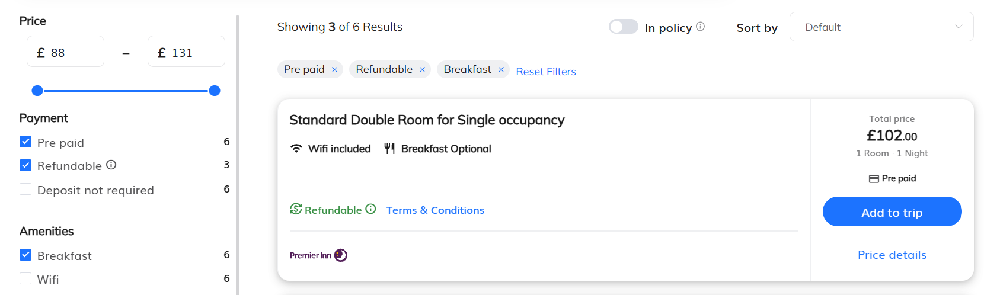 Price
£ 88 – £ 131
Payment
Pre paid 6
Refundable 3
Deposit not required 6
Amenities
Breakfast 6
Wifi 6
Showing 3 of 6 Results
In policy
Sort by
Default
Pre paid × Refundable × Breakfast × Reset Filters
Standard Double Room for Single occupancy
Wifi included Breakfast Optional
Refundable Terms & Conditions
Premier Inn
Total price
£102.00
1 Room · 1 Night
Pre paid
Add to trip
Price details